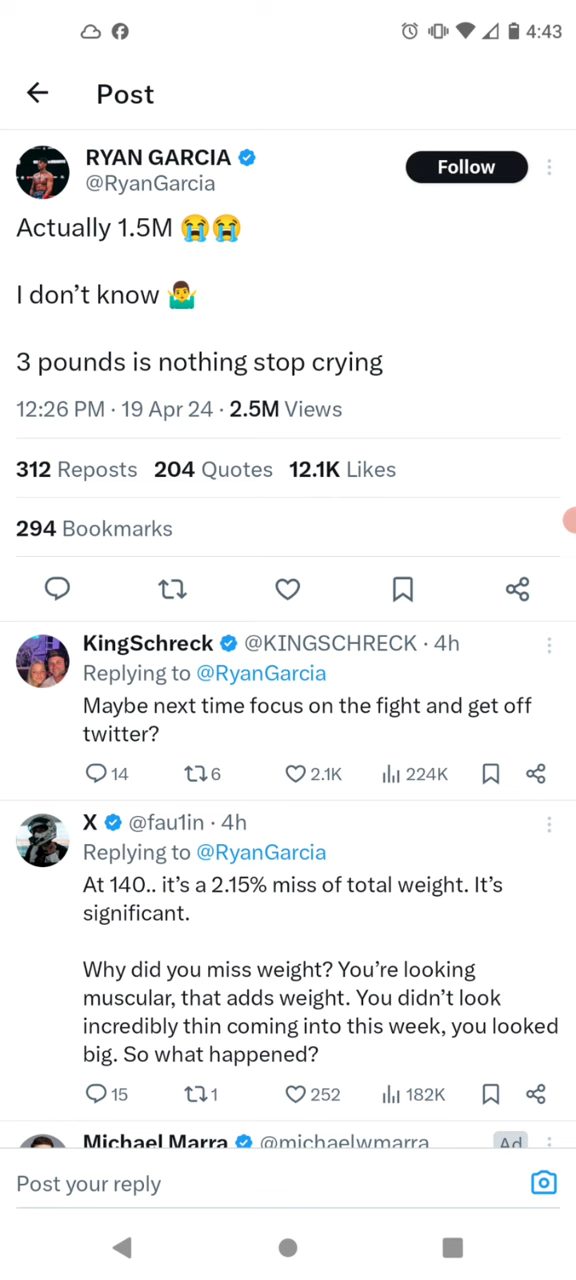 4:43
Post
RYAN GARCIA
@RyanGarcia
Follow
Actually 1.5M 😭😭
I don’t know 🤷‍♂️
3 pounds is nothing stop crying
12:26 PM · 19 Apr 24 · 2.5M Views
312 Reposts 204 Quotes 12.1K Likes
294 Bookmarks
KingSchreck @KINGSCHRECK · 4h
Replying to @RyanGarcia
Maybe next time focus on the fight and get off
twitter?
14 6 2.1K 224K
X @fau1in · 4h
Replying to @RyanGarcia
At 140.. it’s a 2.15% miss of total weight. It’s
significant.
Why did you miss weight? You’re looking
muscular, that adds weight. You didn’t look
incredibly thin coming into this week, you looked
big. So what happened?
15 1 252 182K
Michael Marra @michaelwmarra Ad
Post your reply